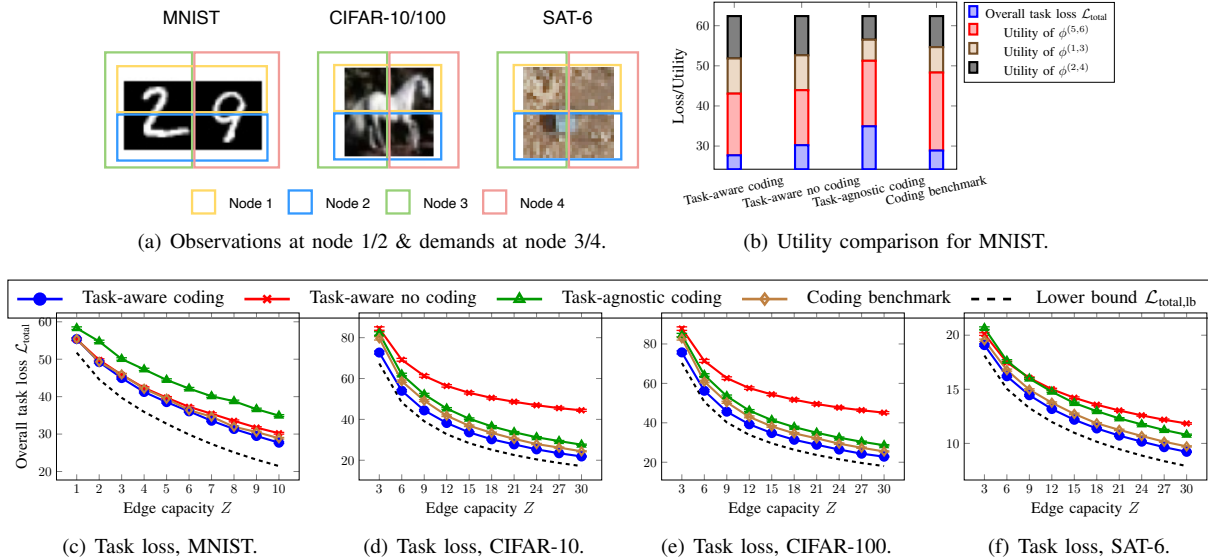 MNIST
CIFAR-10/100
SAT-6
Node 1
Node 2
Node 3
Node 4
(a) Observations at node 1/2 & demands at node 3/4.
Loss/Utility
60
50
40
30
Task-aware coding
Task-aware no coding
Task-agnostic coding
Coding benchmark
Overall task loss ℒ_total
Utility of ϕ^(5,6)
Utility of ϕ^(1,3)
Utility of ϕ^(2,4)
(b) Utility comparison for MNIST.
Task-aware coding
Task-aware no coding
Task-agnostic coding
Coding benchmark
Lower bound ℒ_total,lb
Overall task loss ℒ_total
60
50
40
30
20
1 2 3 4 5 6 7 8 9 10
Edge capacity Z
(c) Task loss, MNIST.
80
60
40
20
3 6 9 12 15 18 21 24 27 30
Edge capacity Z
(d) Task loss, CIFAR-10.
80
60
40
20
3 6 9 12 15 18 21 24 27 30
Edge capacity Z
(e) Task loss, CIFAR-100.
20
15
10
3 6 9 12 15 18 21 24 27 30
Edge capacity Z
(f) Task loss, SAT-6.